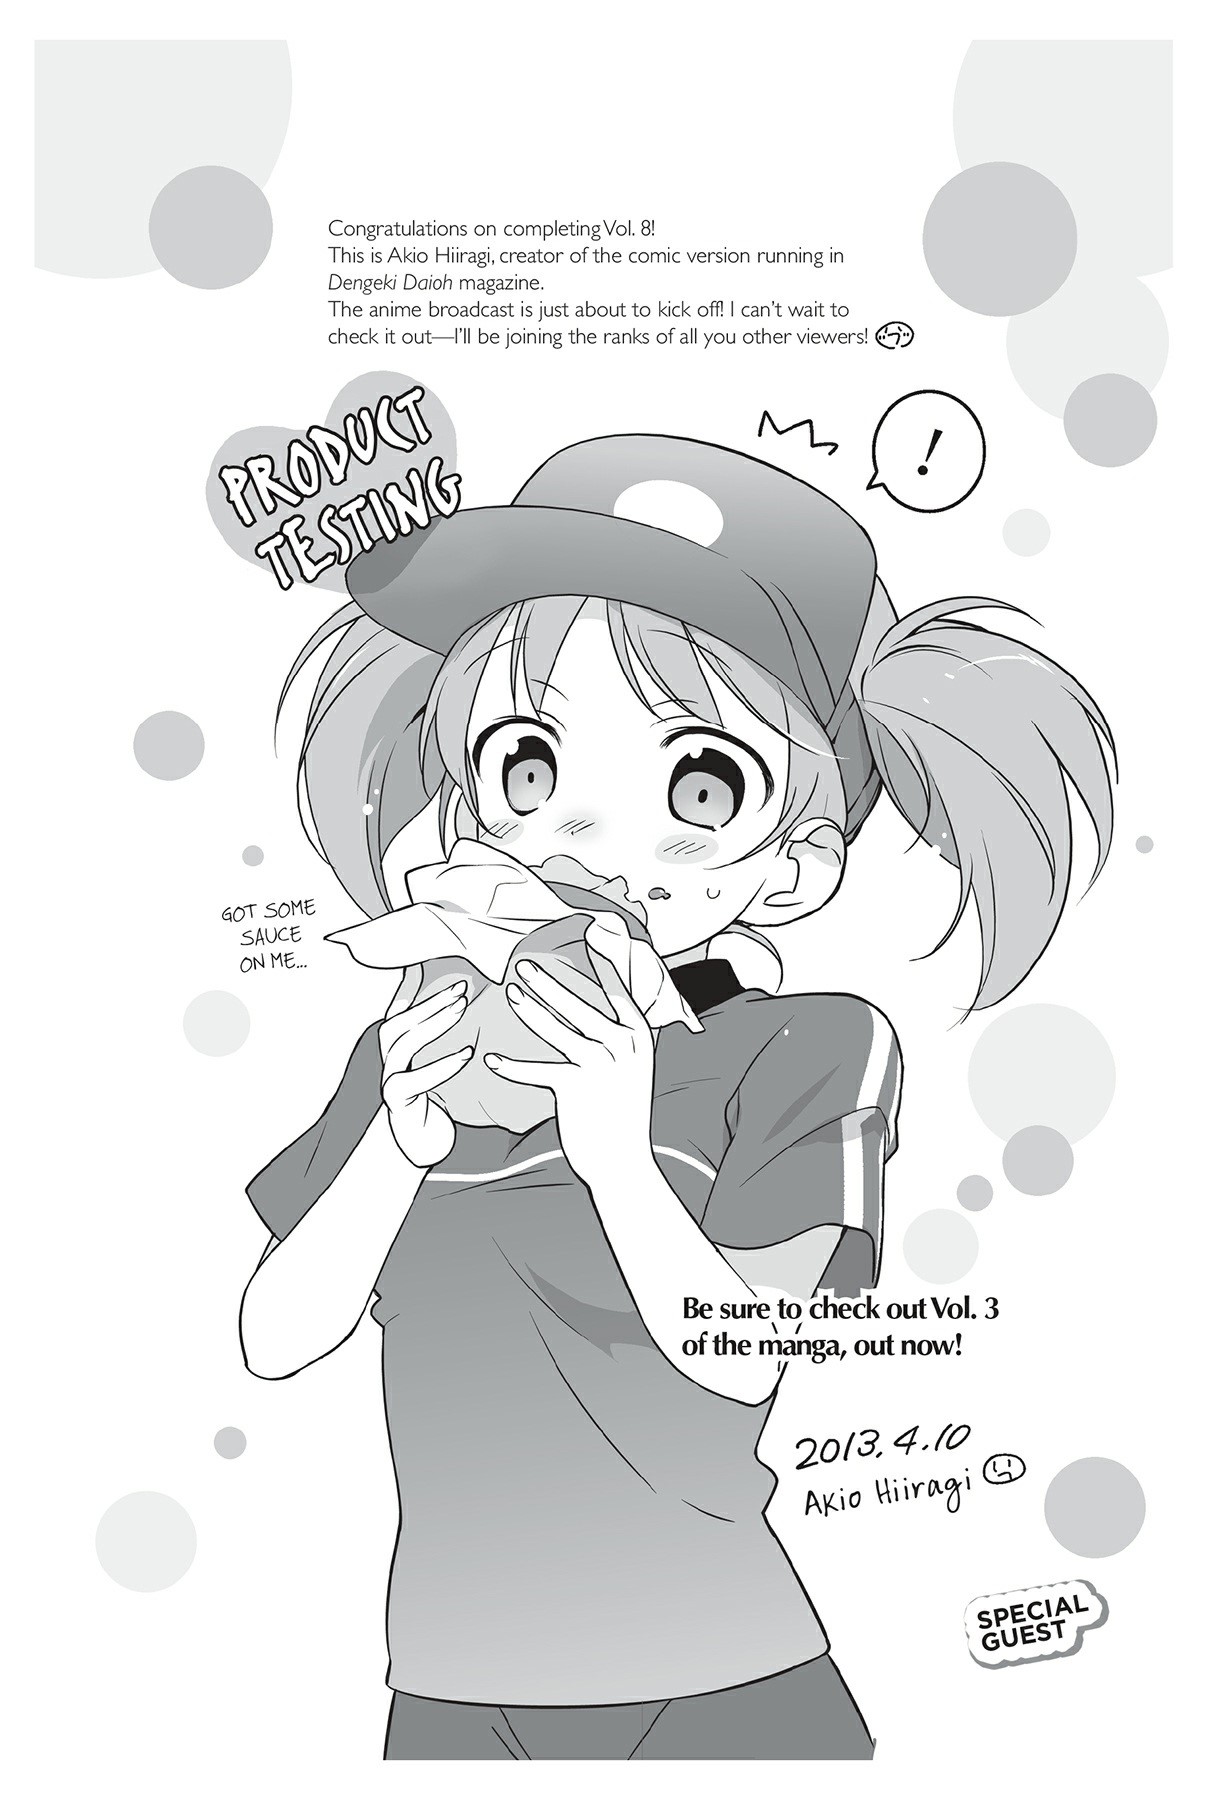 Congratulations on completing Vol. 8!
This is Akio Hiiragi, creator of the comic version running in
Dengeki Daioh magazine.
The anime broadcast is just about to kick off! I can't wait to
check it out—I'll be joining the ranks of all you other viewers!
PRODUCT
TESTING
!
GOT SOME
SAUCE
ON ME...
Be sure to check out Vol. 3
of the manga, out now!
2013.4.10
Akio Hiiragi
SPECIAL
GUEST